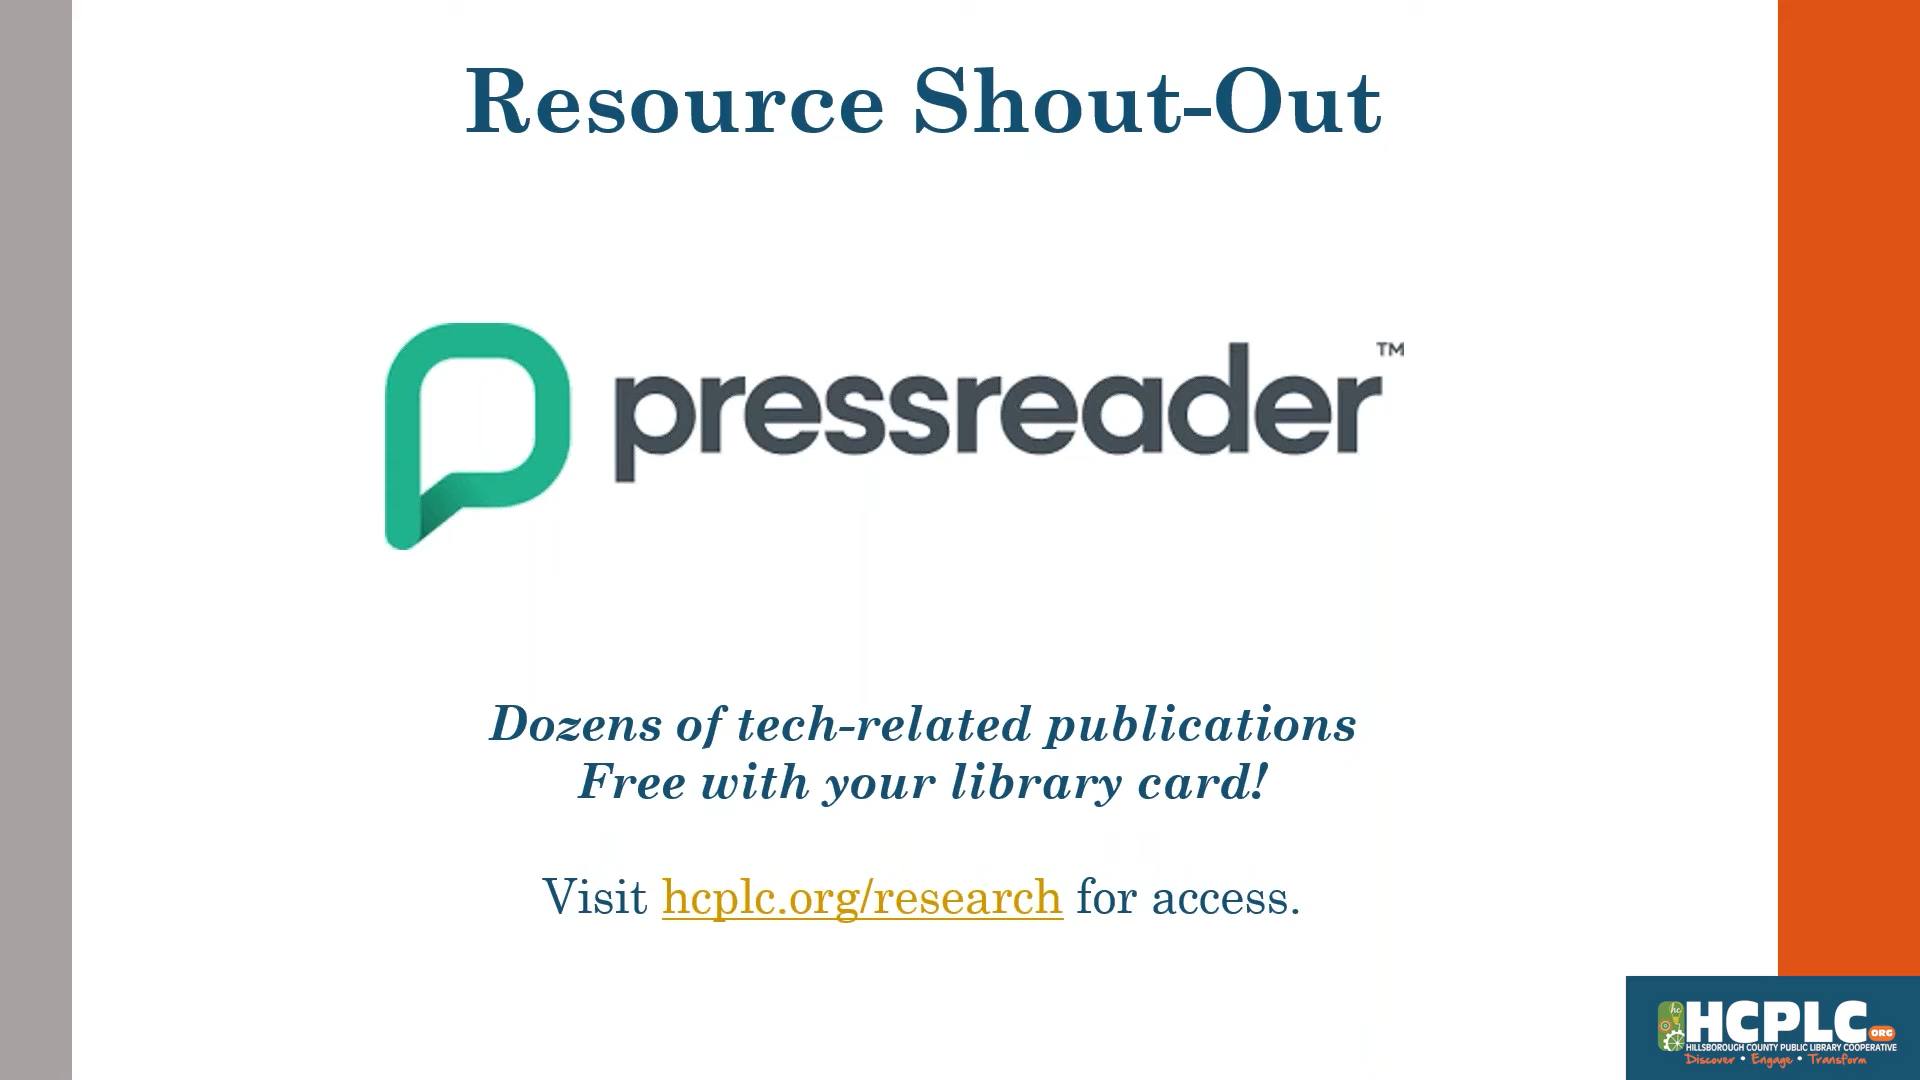 Resource Shout-Out
pressreader™
Dozens of tech-related publications
Free with your library card!
Visit hcplc.org/research for access.
hc
HCPLC.ORG
HILLSBOROUGH COUNTY PUBLIC LIBRARY COOPERATIVE
Discover • Engage • Transform